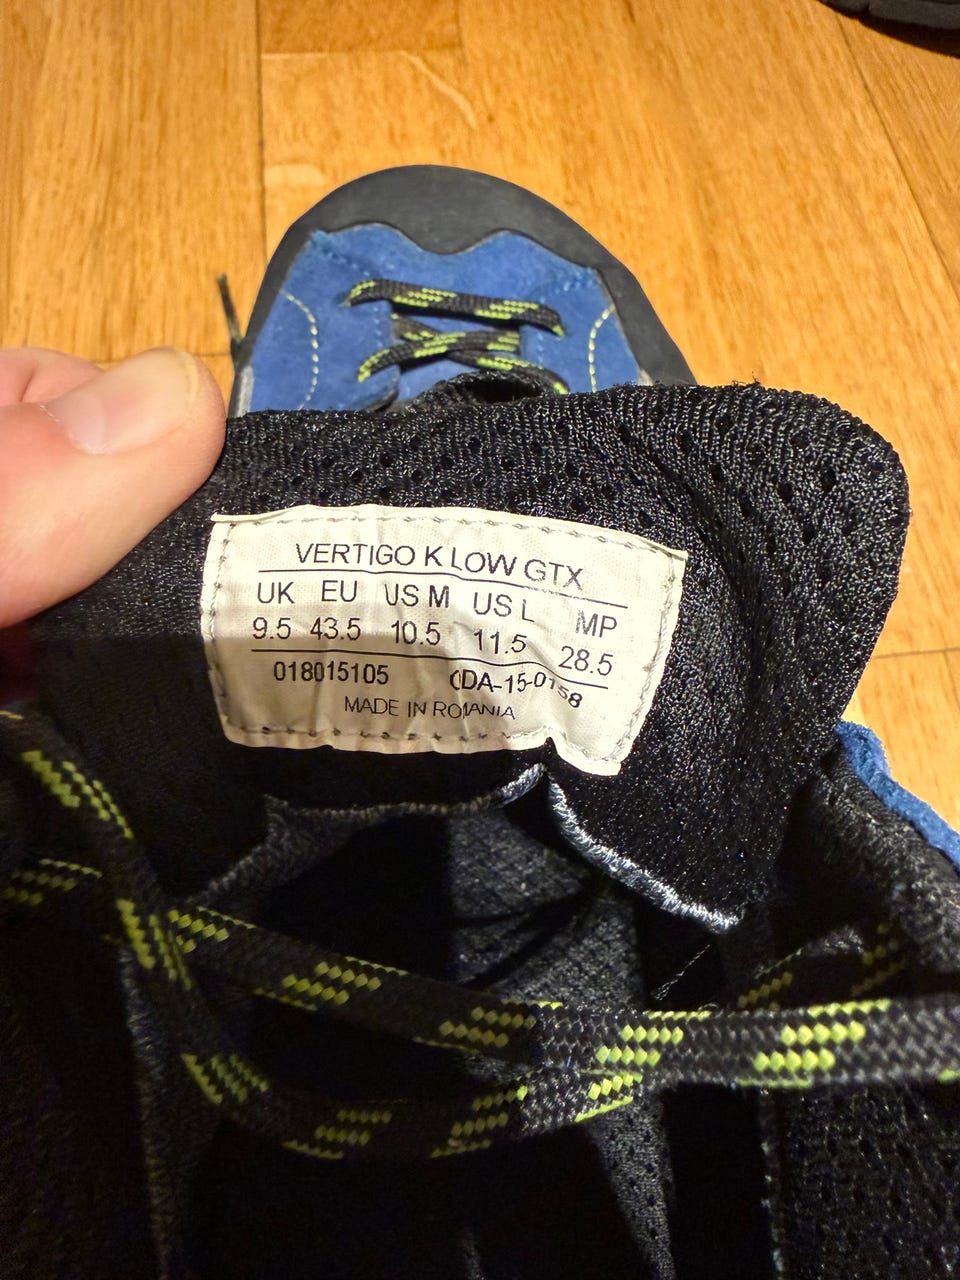 VERTIGO K LOW GTX
UK EU US M US L MP
9.5 43.5 10.5 11.5 28.5
018015105 ODA-15-0158
MADE IN ROMANIA